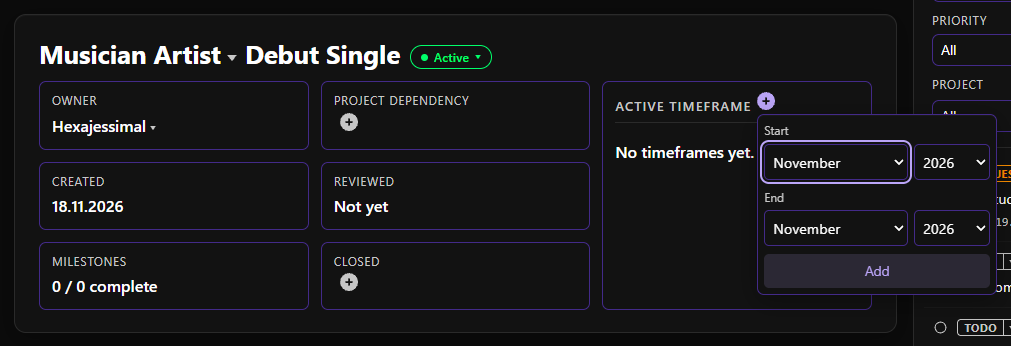 Musician Artist Debut Single Active
OWNER
Hexajessimal
PROJECT DEPENDENCY
ACTIVE TIMEFRAME
No timeframes yet.
Start
November 2026
End
November 2026
Add
CREATED
18.11.2026
REVIEWED
Not yet
MILESTONES
0 / 0 complete
CLOSED
PRIORITY
All
PROJECT
TODO